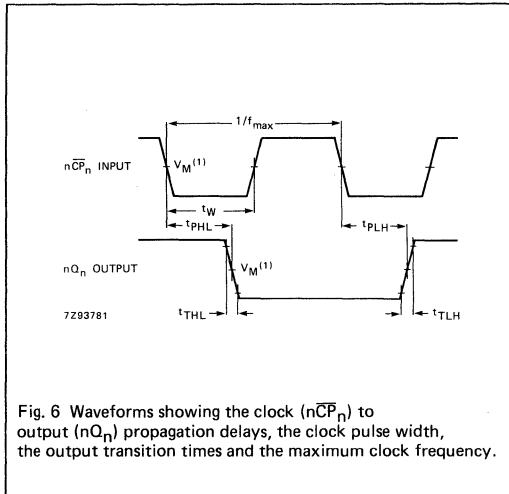 1/fmax
nC̅P̅n INPUT
VM(1)
tW
tPHL
tPLH
nQn OUTPUT
VM(1)
7Z93781
tTHL
tTLH
Fig. 6 Waveforms showing the clock (nC̅P̅n) to
output (nQn) propagation delays, the clock pulse width,
the output transition times and the maximum clock frequency.